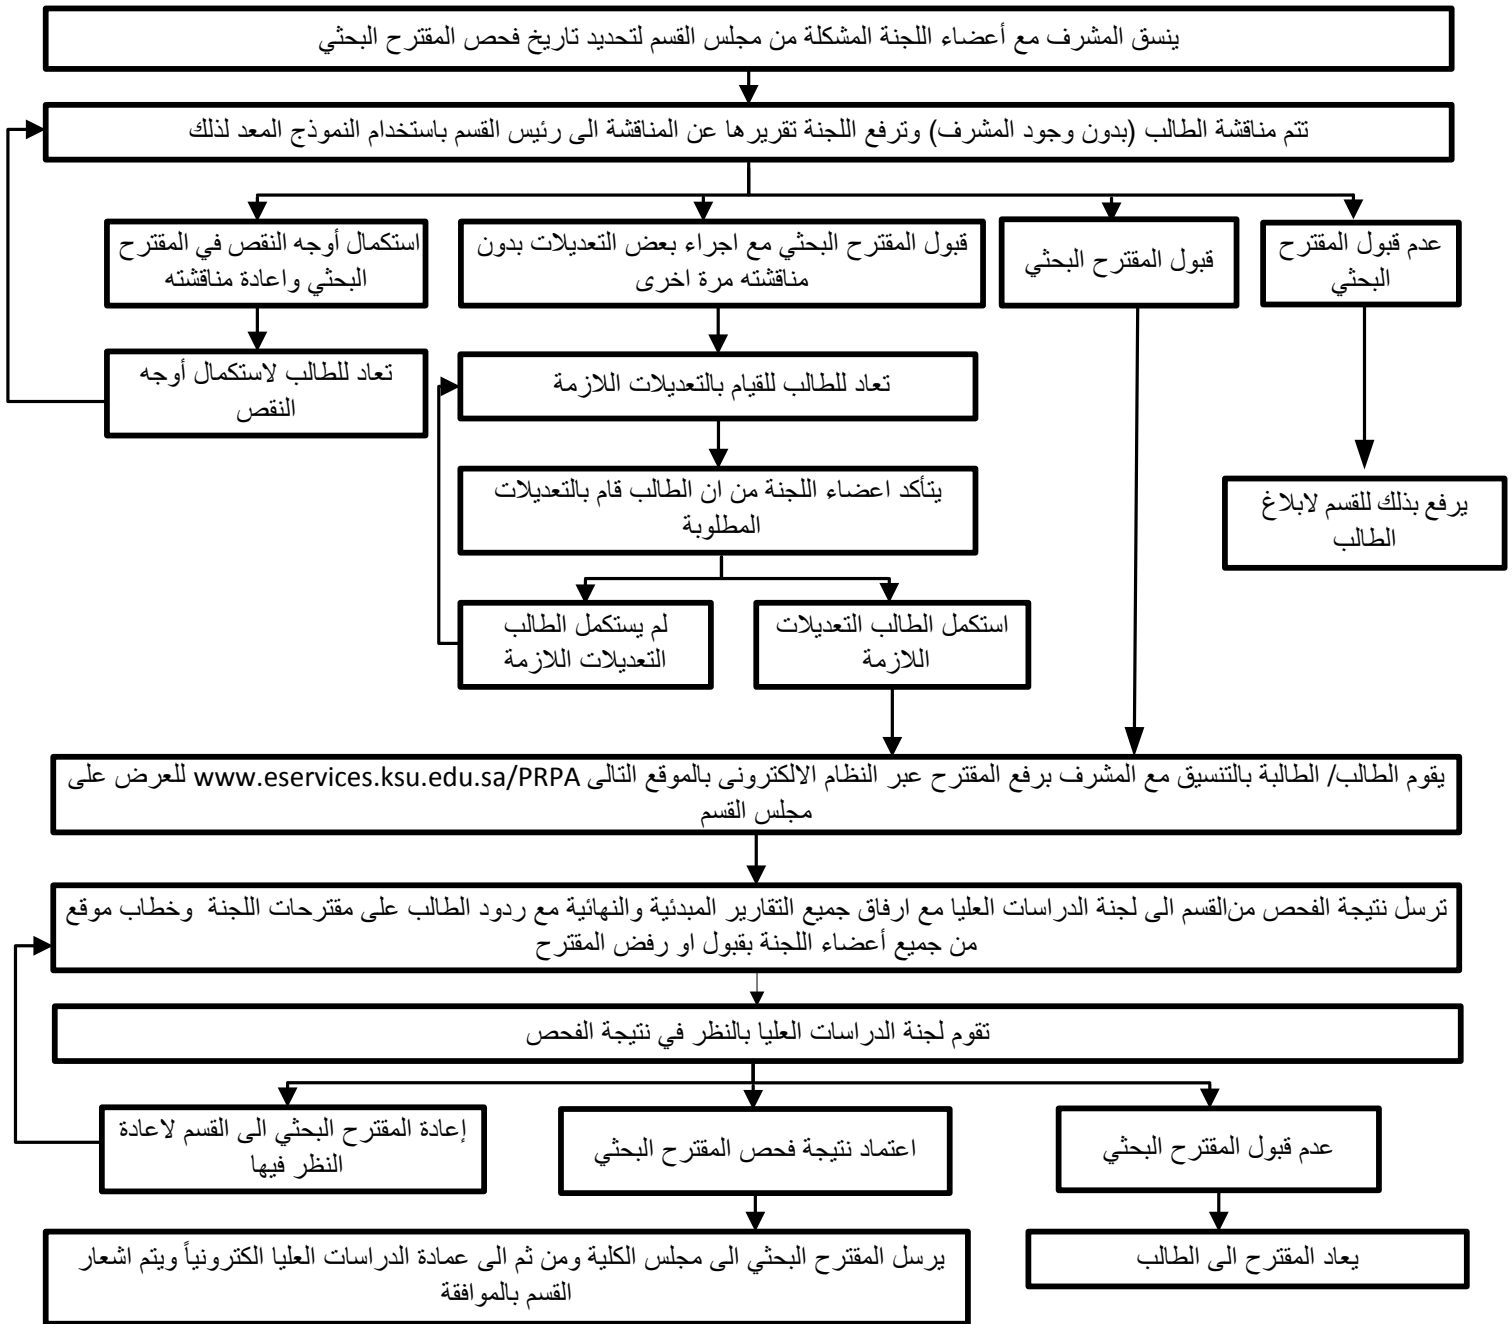 ينسق المشرف مع أعضاء اللجنة المشكلة من مجلس القسم لتحديد تاريخ فحص المقترح البحثي
تتم مناقشة الطالب (بدون وجود المشرف) وترفع اللجنة تقريرها عن المناقشة الى رئيس القسم باستخدام النموذج المعد لذلك
عدم قبول المقترح
البحثي
قبول المقترح البحثي
قبول المقترح البحثي مع اجراء بعض التعديلات بدون
مناقشته مرة اخرى
استكمال أوجه النقص في المقترح
البحثي واعادة مناقشته
تعاد للطالب للقيام بالتعديلات اللازمة
تعاد للطالب لاستكمال أوجه
النقص
يرفع بذلك للقسم لابلاغ
الطالب
يتأكد اعضاء اللجنة من ان الطالب قام بالتعديلات
المطلوبة
استكمل الطالب التعديلات
اللازمة
لم يستكمل الطالب
التعديلات اللازمة
يقوم الطالب/ الطالبة بالتنسيق مع المشرف برفع المقترح عبر النظام الالكترونى بالموقع التالى www.eservices.ksu.edu.sa/PRPA للعرض على
مجلس القسم
ترسل نتيجة الفحص من القسم الى لجنة الدراسات العليا مع ارفاق جميع التقارير المبدئية والنهائية مع ردود الطالب على مقترحات اللجنة وخطاب موقع
من جميع أعضاء اللجنة بقبول او رفض المقترح
تقوم لجنة الدراسات العليا بالنظر في نتيجة الفحص
عدم قبول المقترح البحثي
اعتماد نتيجة فحص المقترح البحثي
إعادة المقترح البحثي الى القسم لاعادة
النظر فيها
يعاد المقترح الى الطالب
يرسل المقترح البحثي الى مجلس الكلية ومن ثم الى عمادة الدراسات العليا الكترونياً ويتم اشعار
القسم بالموافقة